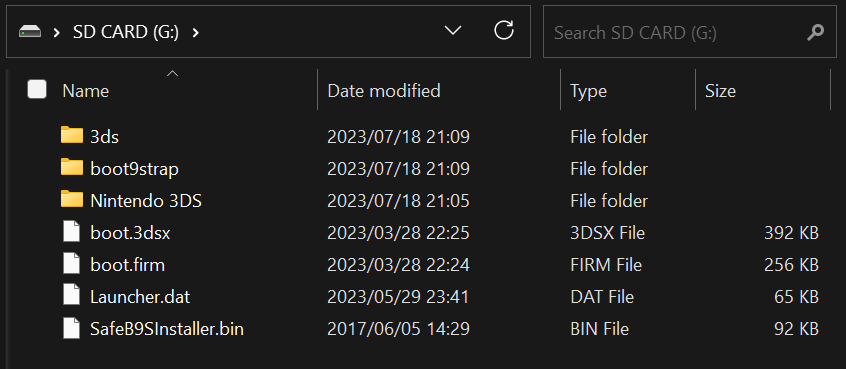 SD CARD (G:)
Search SD CARD (G:)
Name Date modified Type Size
3ds 2023/07/18 21:09 File folder
boot9strap 2023/07/18 21:09 File folder
Nintendo 3DS 2023/07/18 21:05 File folder
boot.3dsx 2023/03/28 22:25 3DSX File 392 KB
boot.firm 2023/03/28 22:24 FIRM File 256 KB
Launcher.dat 2023/05/29 23:41 DAT File 65 KB
SafeB9SInstaller.bin 2017/06/05 14:29 BIN File 92 KB